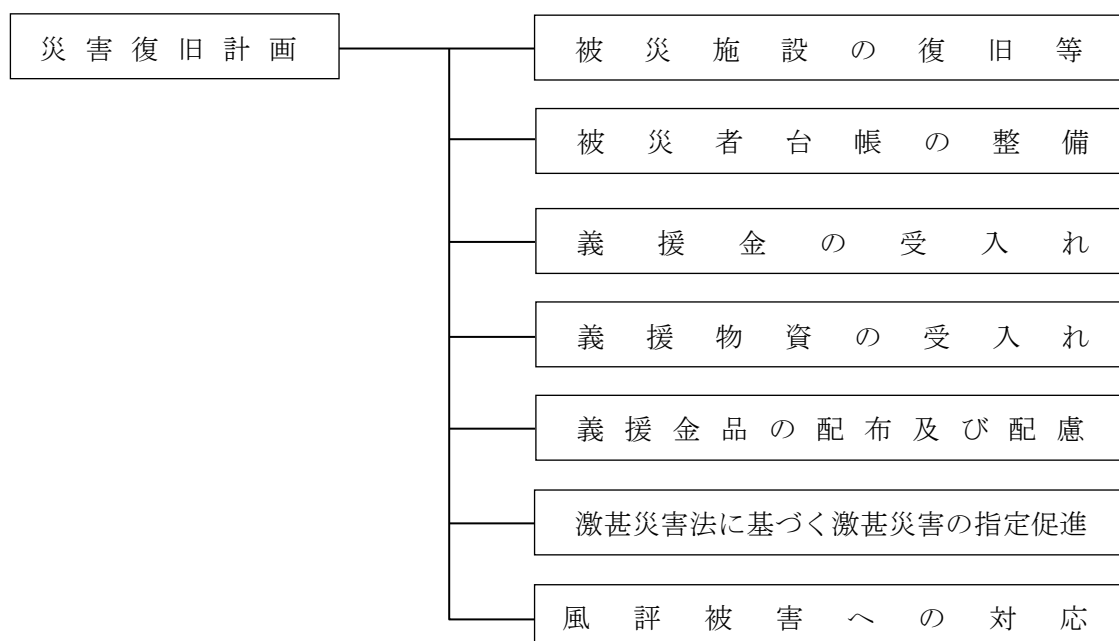 災害復旧計画
被災施設の復旧等
被災者台帳の整備
義援金の受入れ
義援物資の受入れ
義援金品の配布及び配慮
激甚災害法に基づく激甚災害の指定促進
風評被害への対応